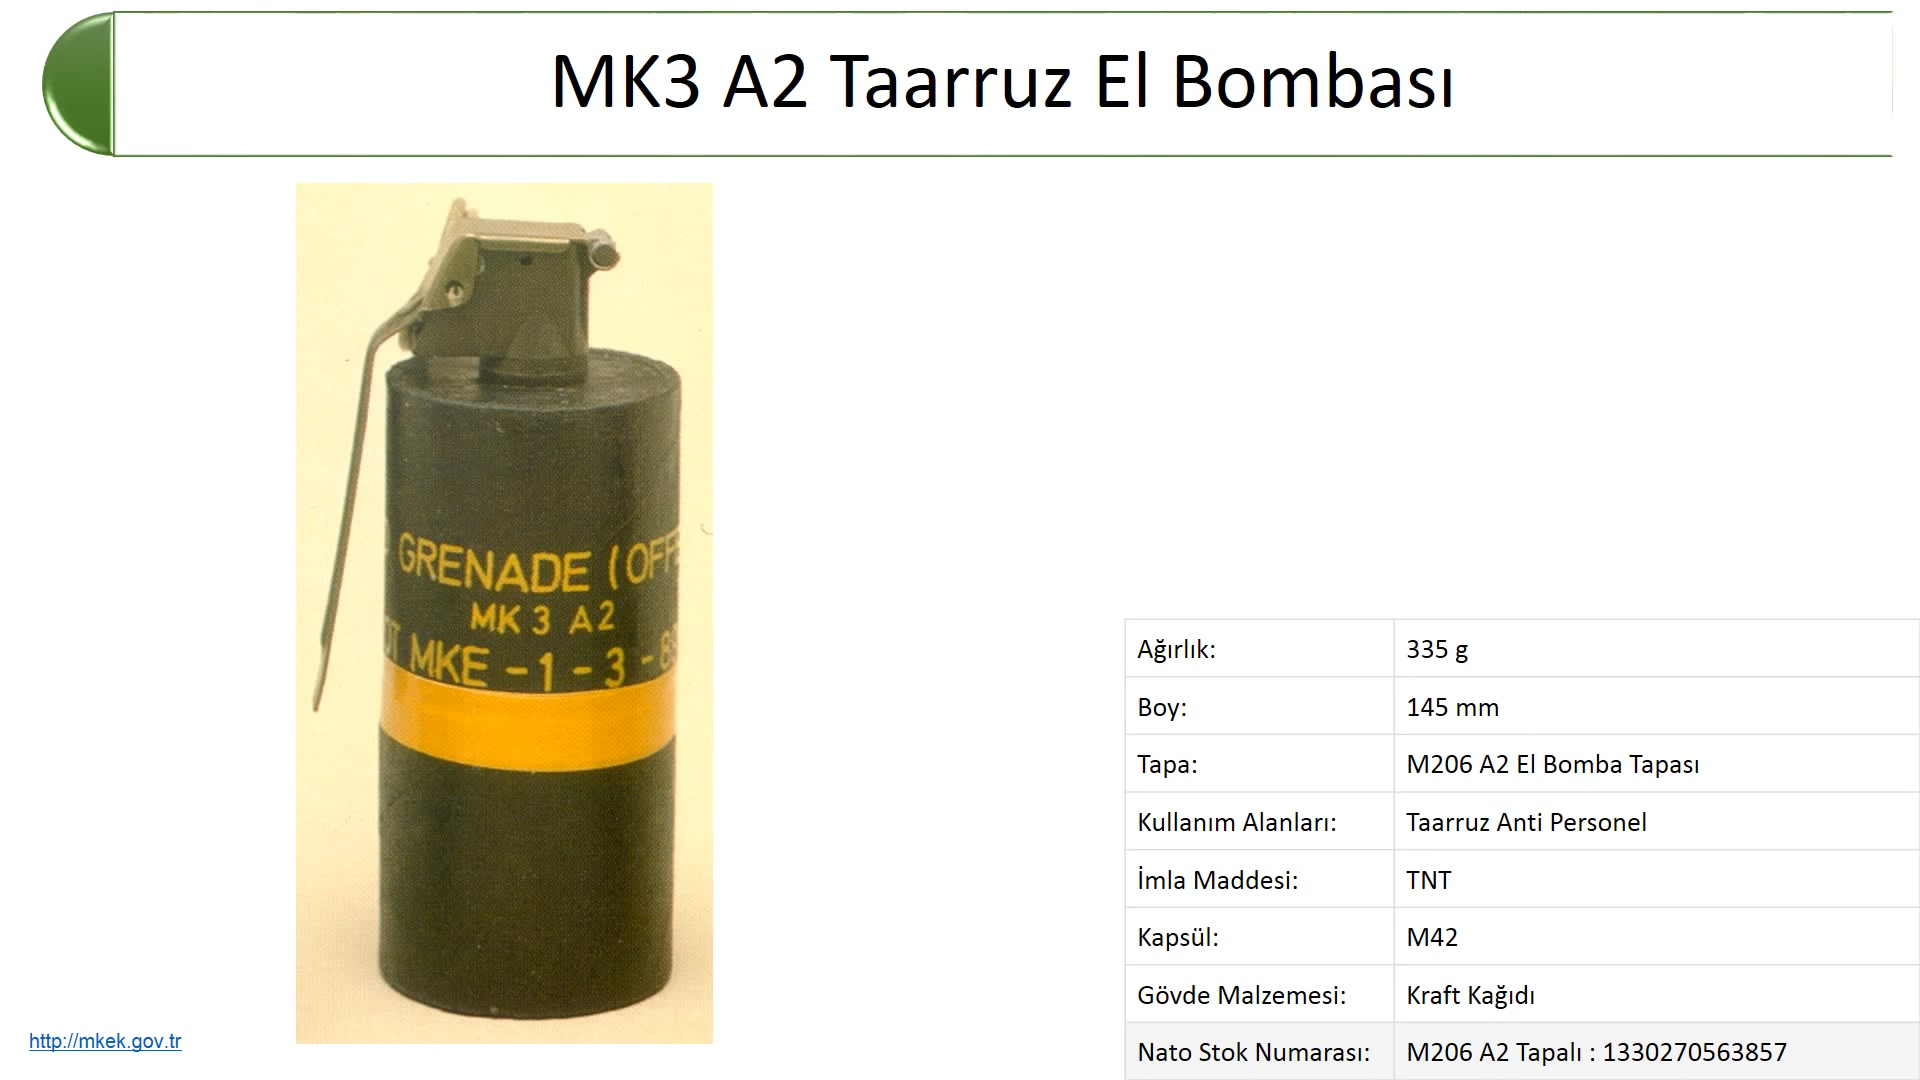 MK3 A2 Taarruz El Bombası
GRENADE (OFF
MK 3 A2
MKE - 1 - 3 - 8
Ağırlık: 335 g
Boy: 145 mm
Tapa: M206 A2 El Bomba Tapası
Kullanım Alanları: Taarruz Anti Personel
İmla Maddesi: TNT
Kapsül: M42
Gövde Malzemesi: Kraft Kağıdı
Nato Stok Numarası: M206 A2 Tapalı : 1330270563857
http://mkek.gov.tr